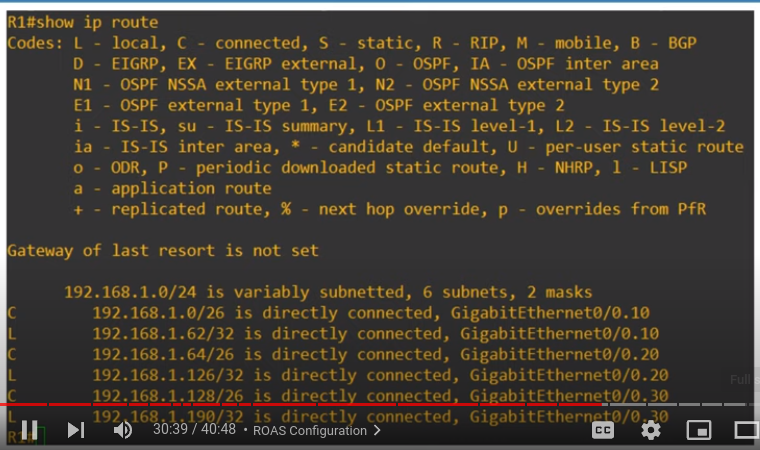 R1#show ip route
Codes: L - local, C - connected, S - static, R - RIP, M - mobile, B - BGP
D - EIGRP, EX - EIGRP external, O - OSPF, IA - OSPF inter area
N1 - OSPF NSSA external type 1, N2 - OSPF NSSA external type 2
E1 - OSPF external type 1, E2 - OSPF external type 2
i - IS-IS, su - IS-IS summary, L1 - IS-IS level-1, L2 - IS-IS level-2
ia - IS-IS inter area, * - candidate default, U - per-user static route
o - ODR, P - periodic downloaded static route, H - NHRP, l - LISP
a - application route
+ - replicated route, % - next hop override, p - overrides from PfR
Gateway of last resort is not set
192.168.1.0/24 is variably subnetted, 6 subnets, 2 masks
C 192.168.1.0/26 is directly connected, GigabitEthernet0/0.10
L 192.168.1.62/32 is directly connected, GigabitEthernet0/0.10
C 192.168.1.64/26 is directly connected, GigabitEthernet0/0.20
L 192.168.1.126/32 is directly connected, GigabitEthernet0/0.20
Full
C 192.168.1.128/26 is directly connected, GigabitEthernet0/0.30
L 192.168.1.190/32 is directly connected, GigabitEthernet0/0.30
30:39 / 40:48 • ROAS Configuration >
CC
R1#